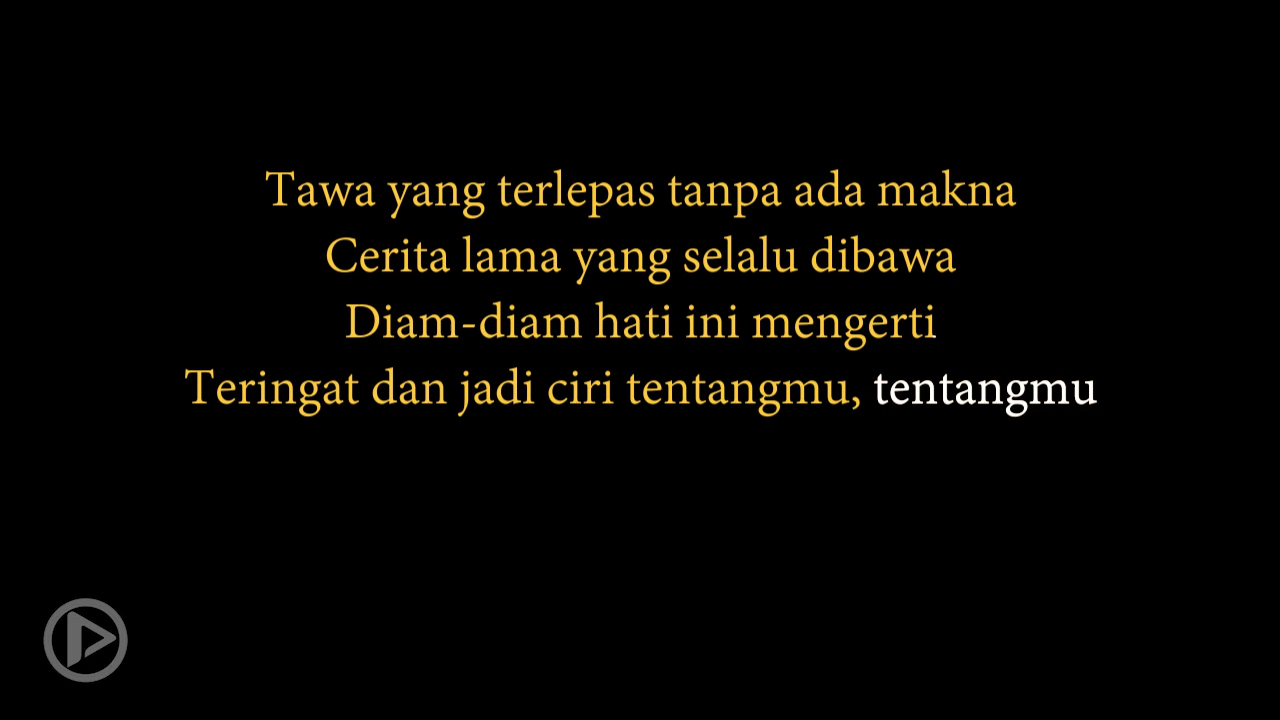 Tawa yang terlepas tanpa ada makna
Cerita lama yang selalu dibawa
Diam-diam hati ini mengerti
Teringat dan jadi ciri tentangmu, tentangmu